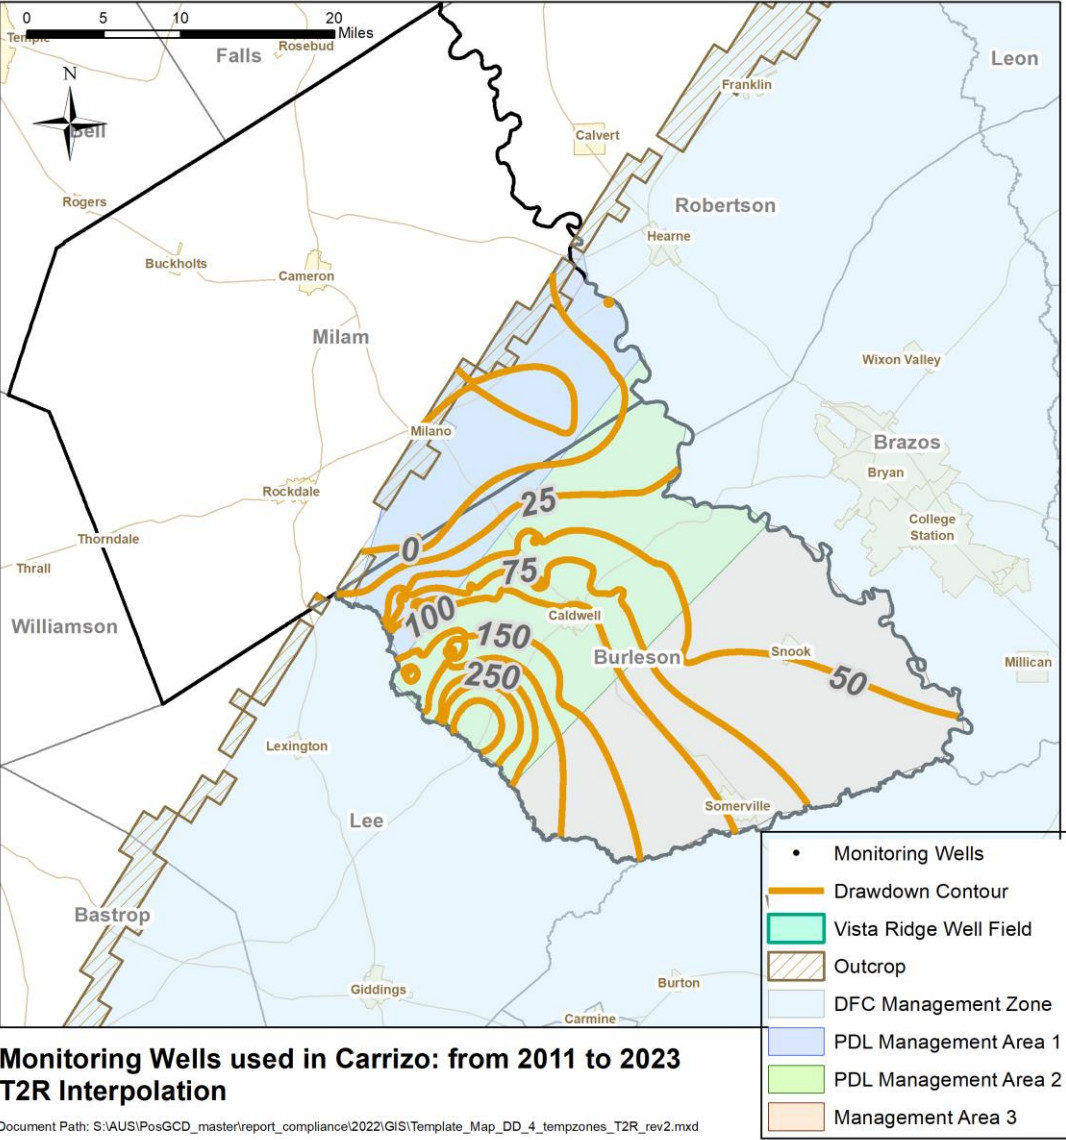 0 5 10 20
Miles
Temple
Rosebud
Falls
Leon
N
Bell
Franklin
Calvert
Rogers
Robertson
Hearne
Buckholts
Cameron
Milam
Wixon Valley
Milano
Brazos
Bryan
Rockdale
25
College
Station
Thorndale
0
Thrall
75
100
Caldwell
Williamson
150
Burleson
Snook
Millican
250
50
Lexington
Somerville
Lee
Monitoring Wells
Drawdown Contour
Vista Ridge Well Field
Bastrop
Outcrop
Giddings
Burton
DFC Management Zone
Carmine
PDL Management Area 1
PDL Management Area 2
Management Area 3
Monitoring Wells used in Carrizo: from 2011 to 2023
T2R Interpolation
Document Path: S:\AUS\PosGCD_master\report_compliance\2022\GIS\Template_Map_DD_4_tempzones_T2R_rev2.mxd